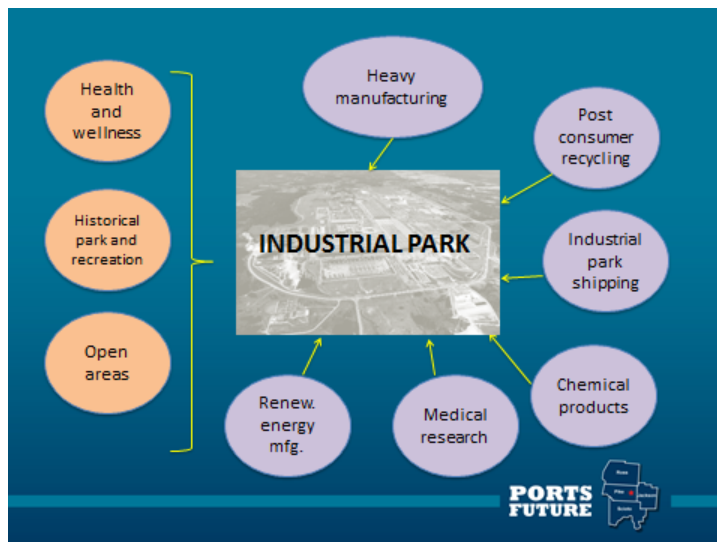 Health
and
wellness
Historical
park and
recreation
Open
areas
Heavy
manufacturing
Post
consumer
recycling
INDUSTRIAL PARK
Industrial
park
shipping
Chemical
products
Medical
research
Renew.
energy
mfg.
PORTS
FUTURE
Pike